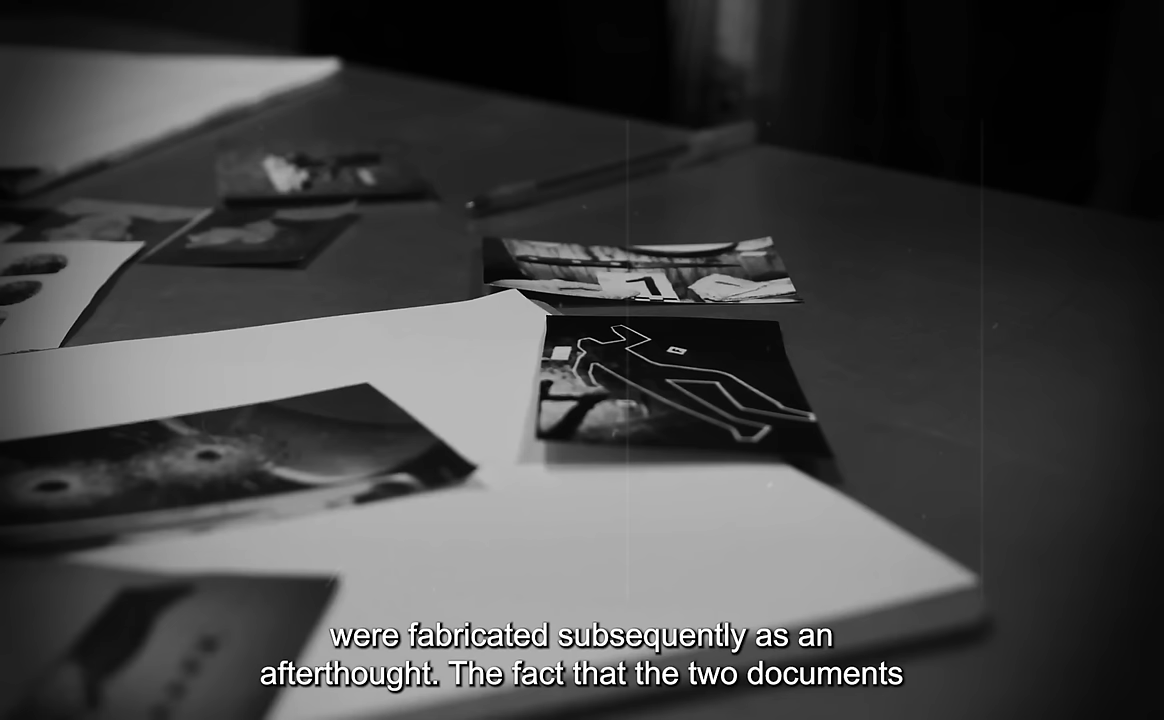 were fabricated subsequently as an
afterthought. The fact that the two documents